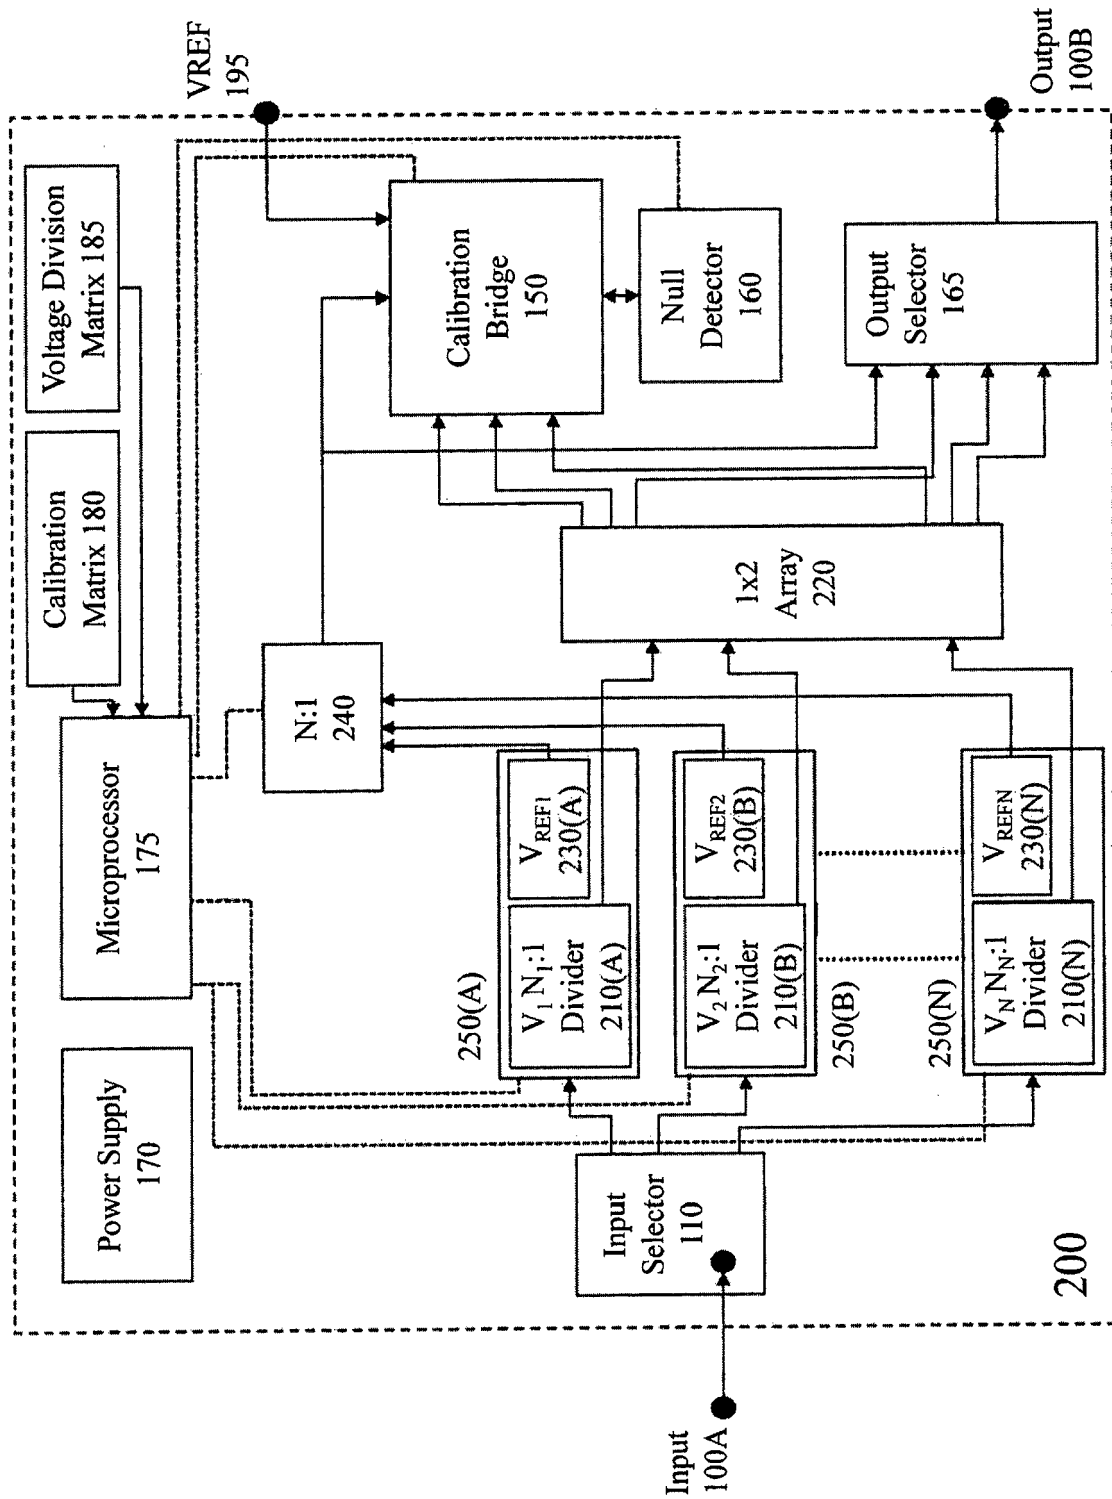 Power Supply
170
Microprocessor
175
Calibration
Matrix 180
Voltage Division
Matrix 185
VREF
195
N:1
240
Calibration
Bridge
150
Null
Detector
160
250(A)
V1 N1:1
Divider
210(A)
VREF1
230(A)
V2 N2:1
Divider
210(B)
VREF2
230(B)
250(B)
250(N)
VN NN:1
Divider
210(N)
VREFN
230(N)
1x2
Array
220
Output
Selector
165
Output
100B
Input
Selector
110
Input
100A
200